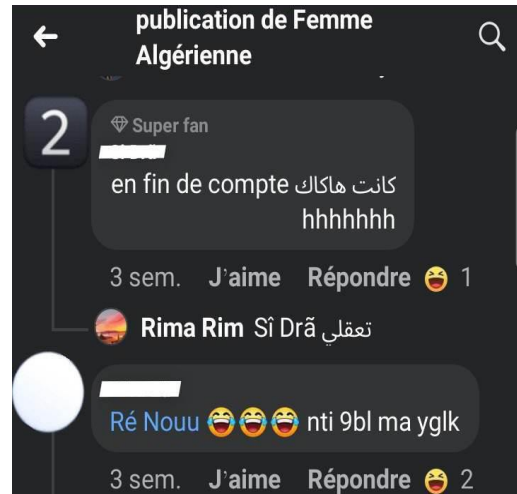 publication de Femme
Algérienne
2
Super fan
en fin de compte كانت هاكاك
hhhhhhh
3 sem. J'aime Répondre 😆 1
Rima Rim Sî Drã تعقلي
Ré Nouu 😂😂😂 nti 9bl ma yglk
3 sem. J'aime Répondre 😆 2